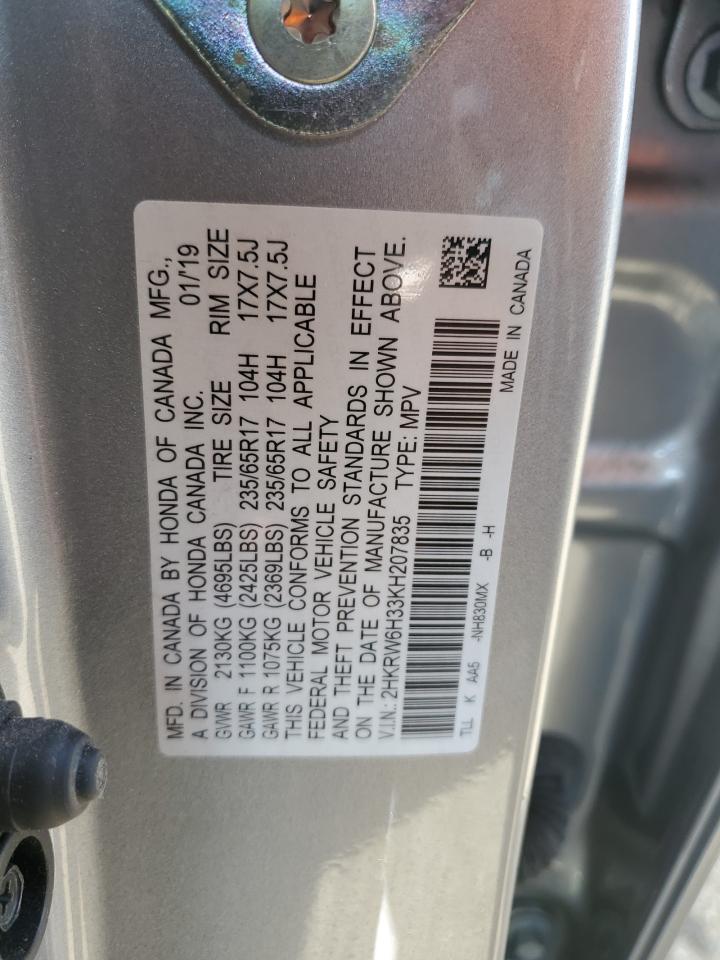 MFD. IN CANADA BY HONDA OF CANADA MFG.,
A DIVISION OF HONDA CANADA INC. 01/'19
GVWR 2130KG (4695LBS) TIRE SIZE RIM SIZE
GAWR F 1100KG (2425LBS) 235/65R17 104H 17X7.5J
GAWR R 1075KG (2369LBS) 235/65R17 104H 17X7.5J
THIS VEHICLE CONFORMS TO ALL APPLICABLE
FEDERAL MOTOR VEHICLE SAFETY
AND THEFT PREVENTION STANDARDS IN EFFECT
ON THE DATE OF MANUFACTURE SHOWN ABOVE.
V.I.N.: 2HKRW6H33KH207835 TYPE: MPV
TLL K AA5 -NH830MX -B -H
MADE IN CANADA